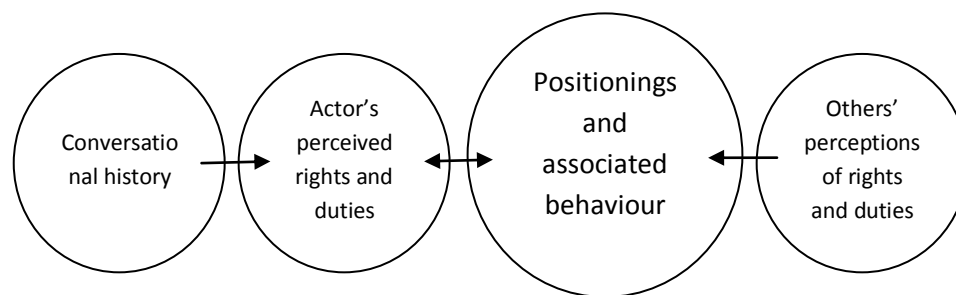 Conversatio
nal history
Actor's
perceived
rights and
duties
Positionings
and
associated
behaviour
Others'
perceptions
of rights
and duties